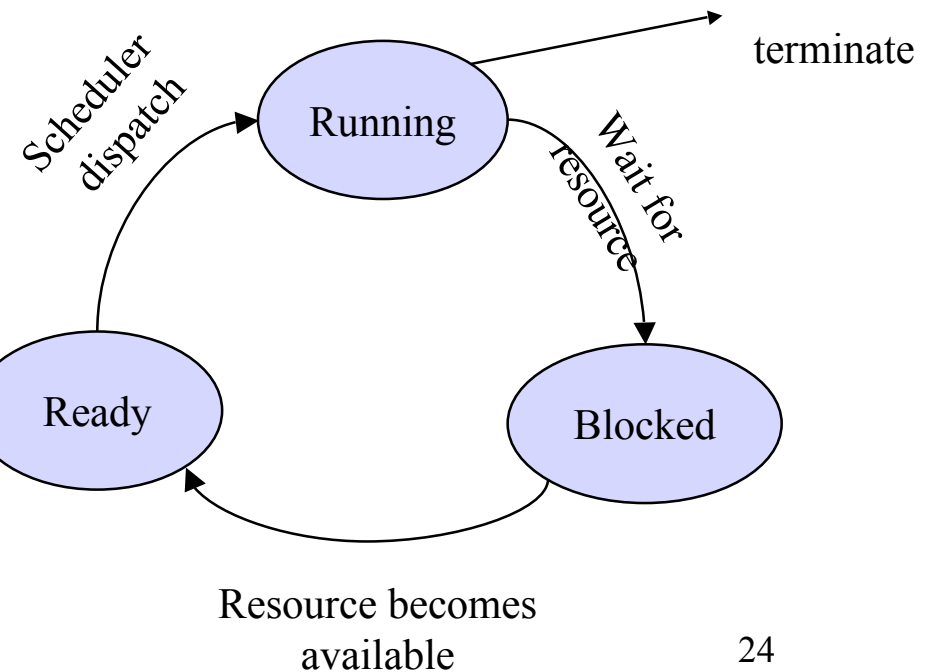 terminate
Scheduler
dispatch
Running
Wait for
resource
Ready
Blocked
Resource becomes
available
24